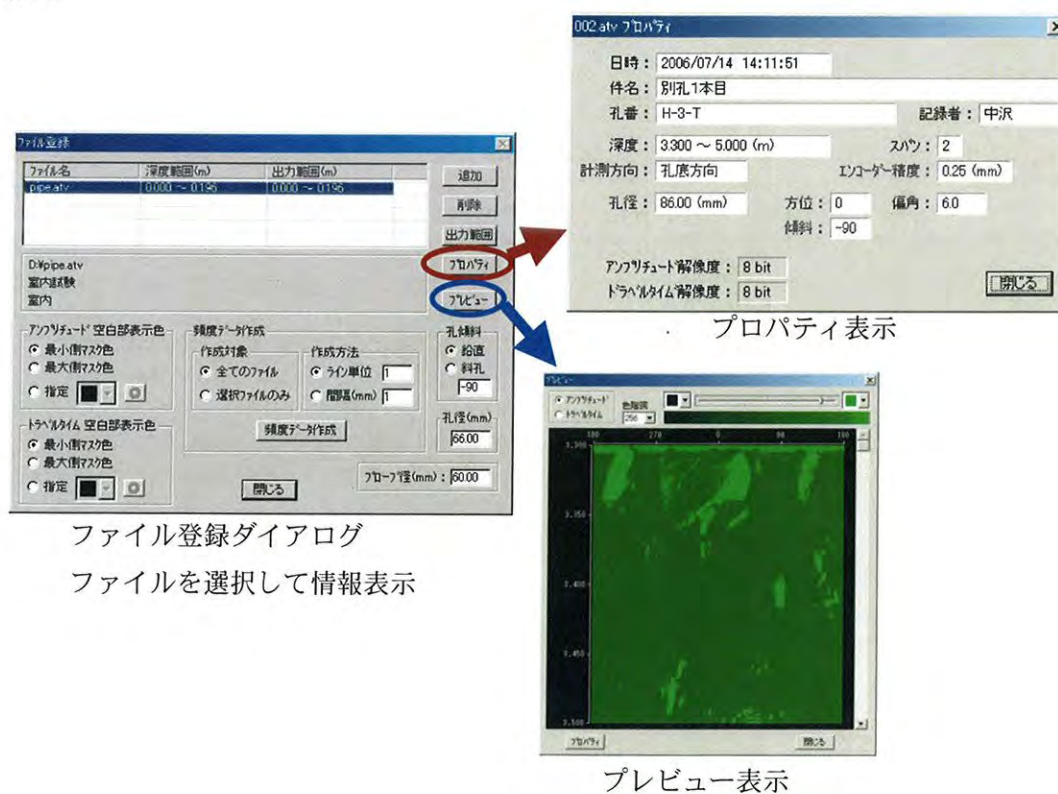 002.atv プロパティ
日時： 2006/07/14 14:11:51
件名： 別孔1本目
孔番： H-3-T 記録者： 中沢
深度： 3.300 ～ 5.000 (m) スパン： 2
計測方向： 孔底方向 エンコーダー精度： 0.25 (mm)
孔径： 86.00 (mm) 方位： 0 偏角： 6.0
傾斜： -90
アンプリチュード解像度： 8 bit
トラベルタイム解像度： 8 bit
閉じる
プロパティ表示
ファイル登録
ファイル名 深度範囲(m) 出力範囲(m)
pipe.atv 0.000 ～ 0.196 0.000 ～ 0.196
追加
削除
出力範囲
プロパティ
プレビュー
D:¥pipe.atv
室内試験
室内
アンプリチュード 空白部表示色
最小側マスク色
最大側マスク色
指定
トラベルタイム 空白部表示色
最小側マスク色
最大側マスク色
指定
頻度データ作成
作成対象
全てのファイル
選択ファイルのみ
作成方法
ライン単位 1
間隔(mm) 1
頻度データ作成
孔傾斜
鉛直
斜孔
-90
孔径(mm)
66.00
プローブ径(mm)： 60.00
閉じる
ファイル登録ダイアログ
ファイルを選択して情報表示
プレビュー
アンプリチュード
トラベルタイム
色階調
256
180 270 0 90 180
3.300
3.350
3.400
3.450
3.500
プロパティ
閉じる
プレビュー表示